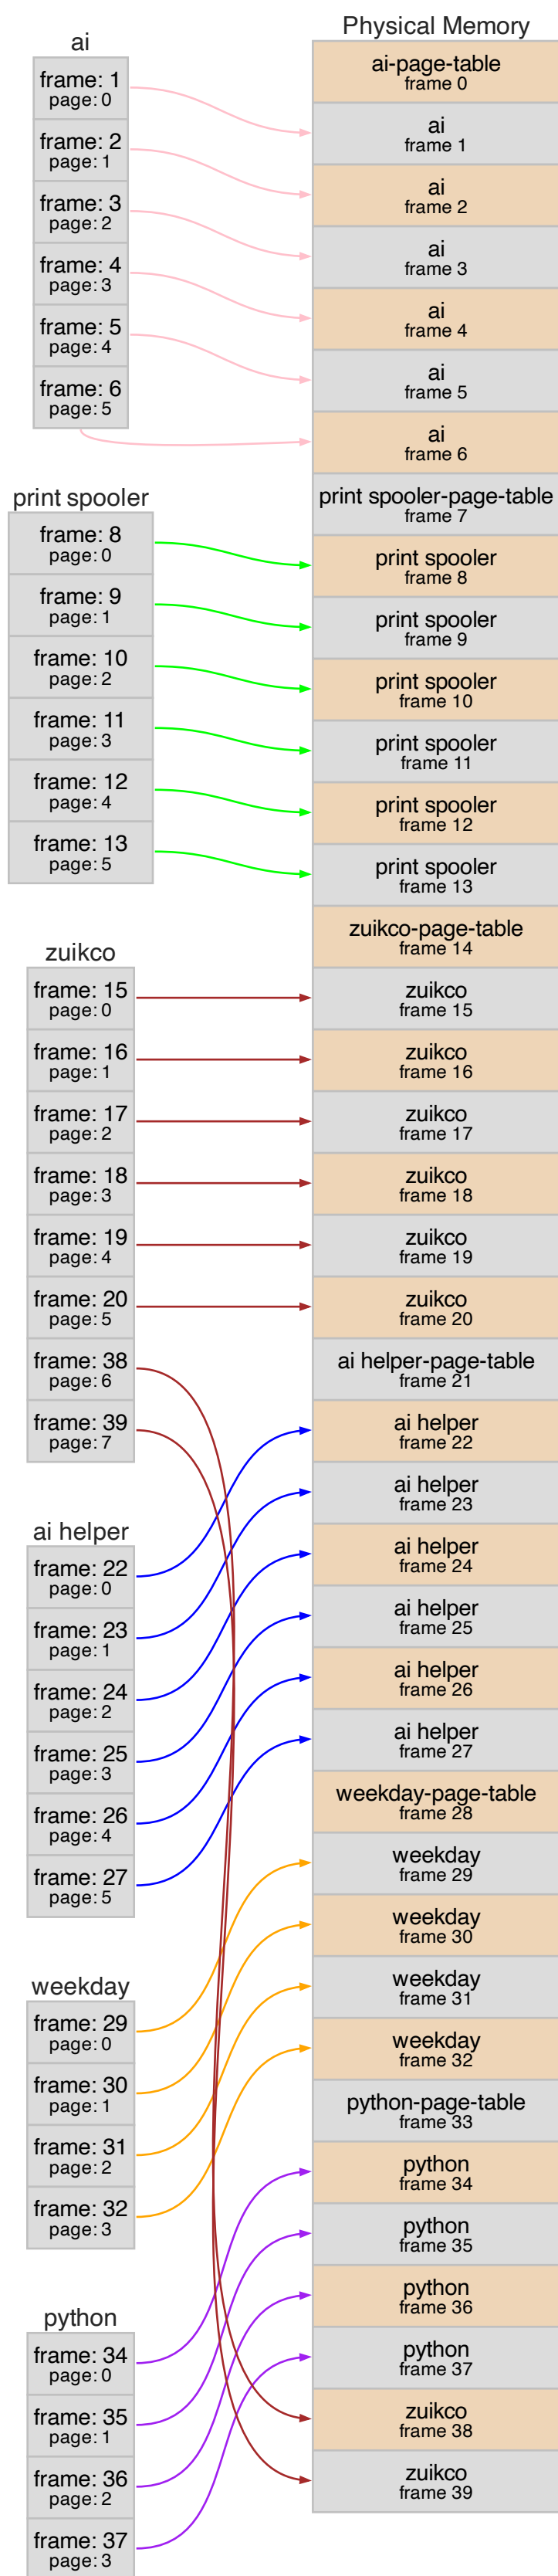 ai
frame: 1
page: 0
frame: 2
page: 1
frame: 3
page: 2
frame: 4
page: 3
frame: 5
page: 4
frame: 6
page: 5
print spooler
frame: 8
page: 0
frame: 9
page: 1
frame: 10
page: 2
frame: 11
page: 3
frame: 12
page: 4
frame: 13
page: 5
zuikco
frame: 15
page: 0
frame: 16
page: 1
frame: 17
page: 2
frame: 18
page: 3
frame: 19
page: 4
frame: 20
page: 5
frame: 38
page: 6
frame: 39
page: 7
ai helper
frame: 22
page: 0
frame: 23
page: 1
frame: 24
page: 2
frame: 25
page: 3
frame: 26
page: 4
frame: 27
page: 5
weekday
frame: 29
page: 0
frame: 30
page: 1
frame: 31
page: 2
frame: 32
page: 3
python
frame: 34
page: 0
frame: 35
page: 1
frame: 36
page: 2
frame: 37
page: 3
Physical Memory
ai-page-table
frame 0
ai
frame 1
ai
frame 2
ai
frame 3
ai
frame 4
ai
frame 5
ai
frame 6
print spooler-page-table
frame 7
print spooler
frame 8
print spooler
frame 9
print spooler
frame 10
print spooler
frame 11
print spooler
frame 12
print spooler
frame 13
zuikco-page-table
frame 14
zuikco
frame 15
zuikco
frame 16
zuikco
frame 17
zuikco
frame 18
zuikco
frame 19
zuikco
frame 20
ai helper-page-table
frame 21
ai helper
frame 22
ai helper
frame 23
ai helper
frame 24
ai helper
frame 25
ai helper
frame 26
ai helper
frame 27
weekday-page-table
frame 28
weekday
frame 29
weekday
frame 30
weekday
frame 31
weekday
frame 32
python-page-table
frame 33
python
frame 34
python
frame 35
python
frame 36
python
frame 37
zuikco
frame 38
zuikco
frame 39